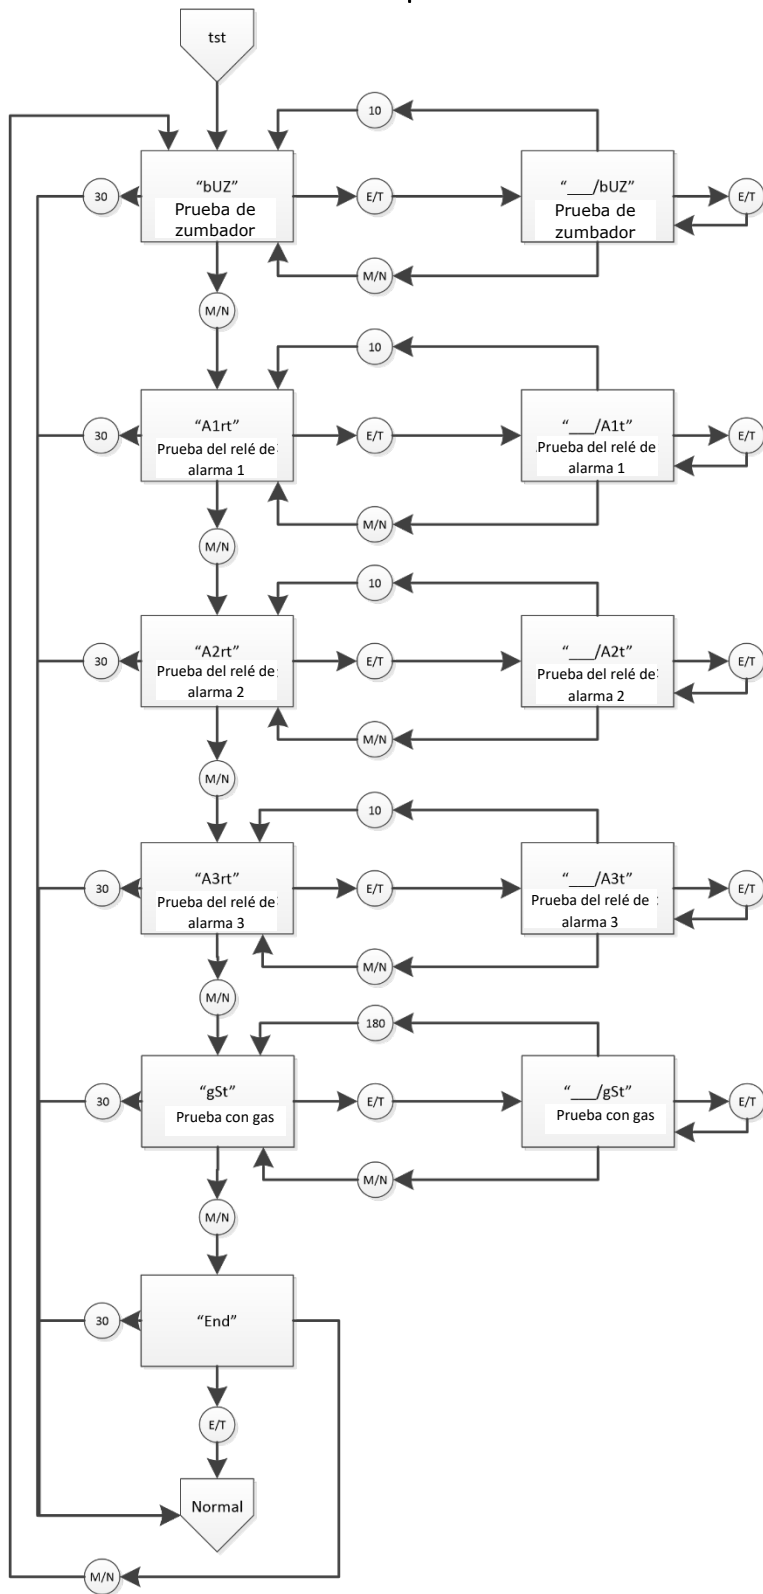 tst
10
“bUZ”
Prueba de
zumbador
“___/bUZ”
Prueba de
zumbador
30
E/T
E/T
M/N
M/N
10
“A1rt”
Prueba del relé de
alarma 1
“___/A1t”
Prueba del relé de
alarma 1
30
E/T
E/T
M/N
M/N
10
“A2rt”
Prueba del relé de
alarma 2
“___/A2t”
Prueba del relé de
alarma 2
30
E/T
E/T
M/N
M/N
10
“A3rt”
Prueba del relé de
alarma 3
“___/A3t”
Prueba del relé de
alarma 3
30
E/T
E/T
M/N
M/N
180
“gSt”
Prueba con gas
“___/gSt”
Prueba con gas
30
E/T
E/T
M/N
M/N
30
“End”
E/T
Normal
M/N